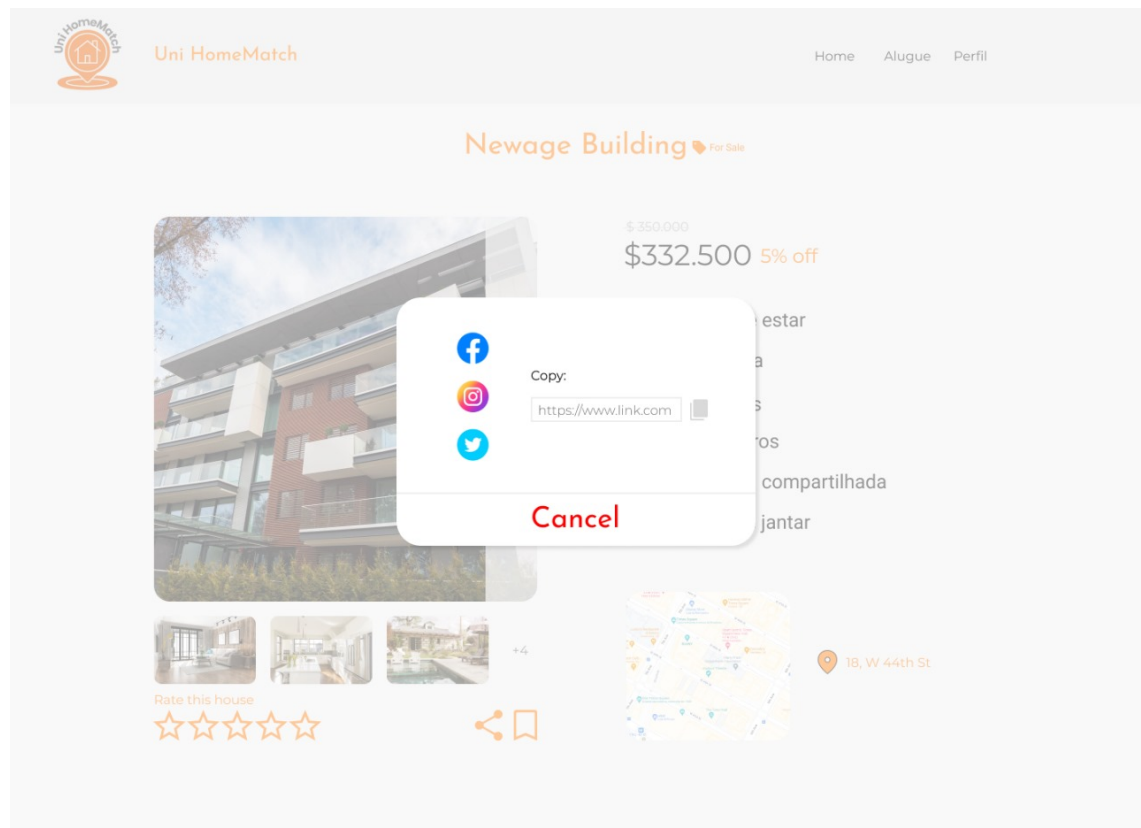 Uni HomeMatch
Uni HomeMatch
Home Alugue Perfil
Newage Building For Sale
$ 350.000
$332.500 5% off
estar
a
s
ros
compartilhada
jantar
Copy:
https://www.link.com
Cancel
+4
Rate this house
18, W 44th St